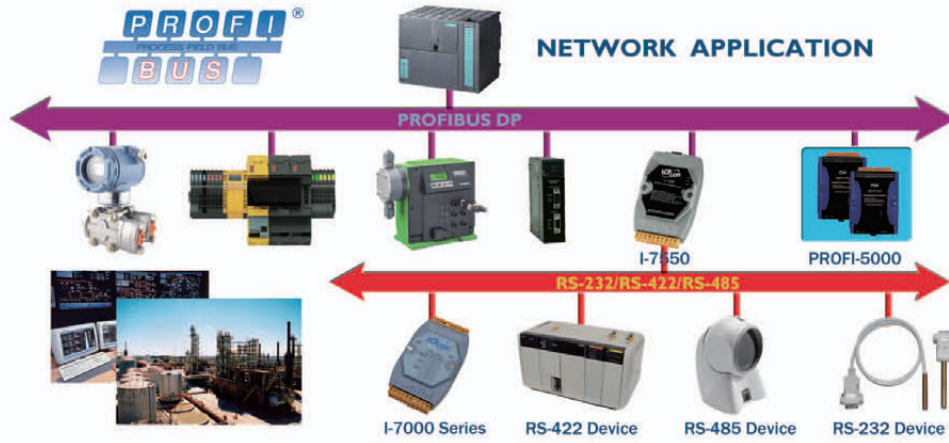 PROFI®
PROCESS FIELD BUS
BUS
NETWORK APPLICATION
PROFIBUS DP
I-7550
PROFI-5000
RS-232/RS-422/RS-485
I-7000 Series
RS-422 Device
RS-485 Device
RS-232 Device